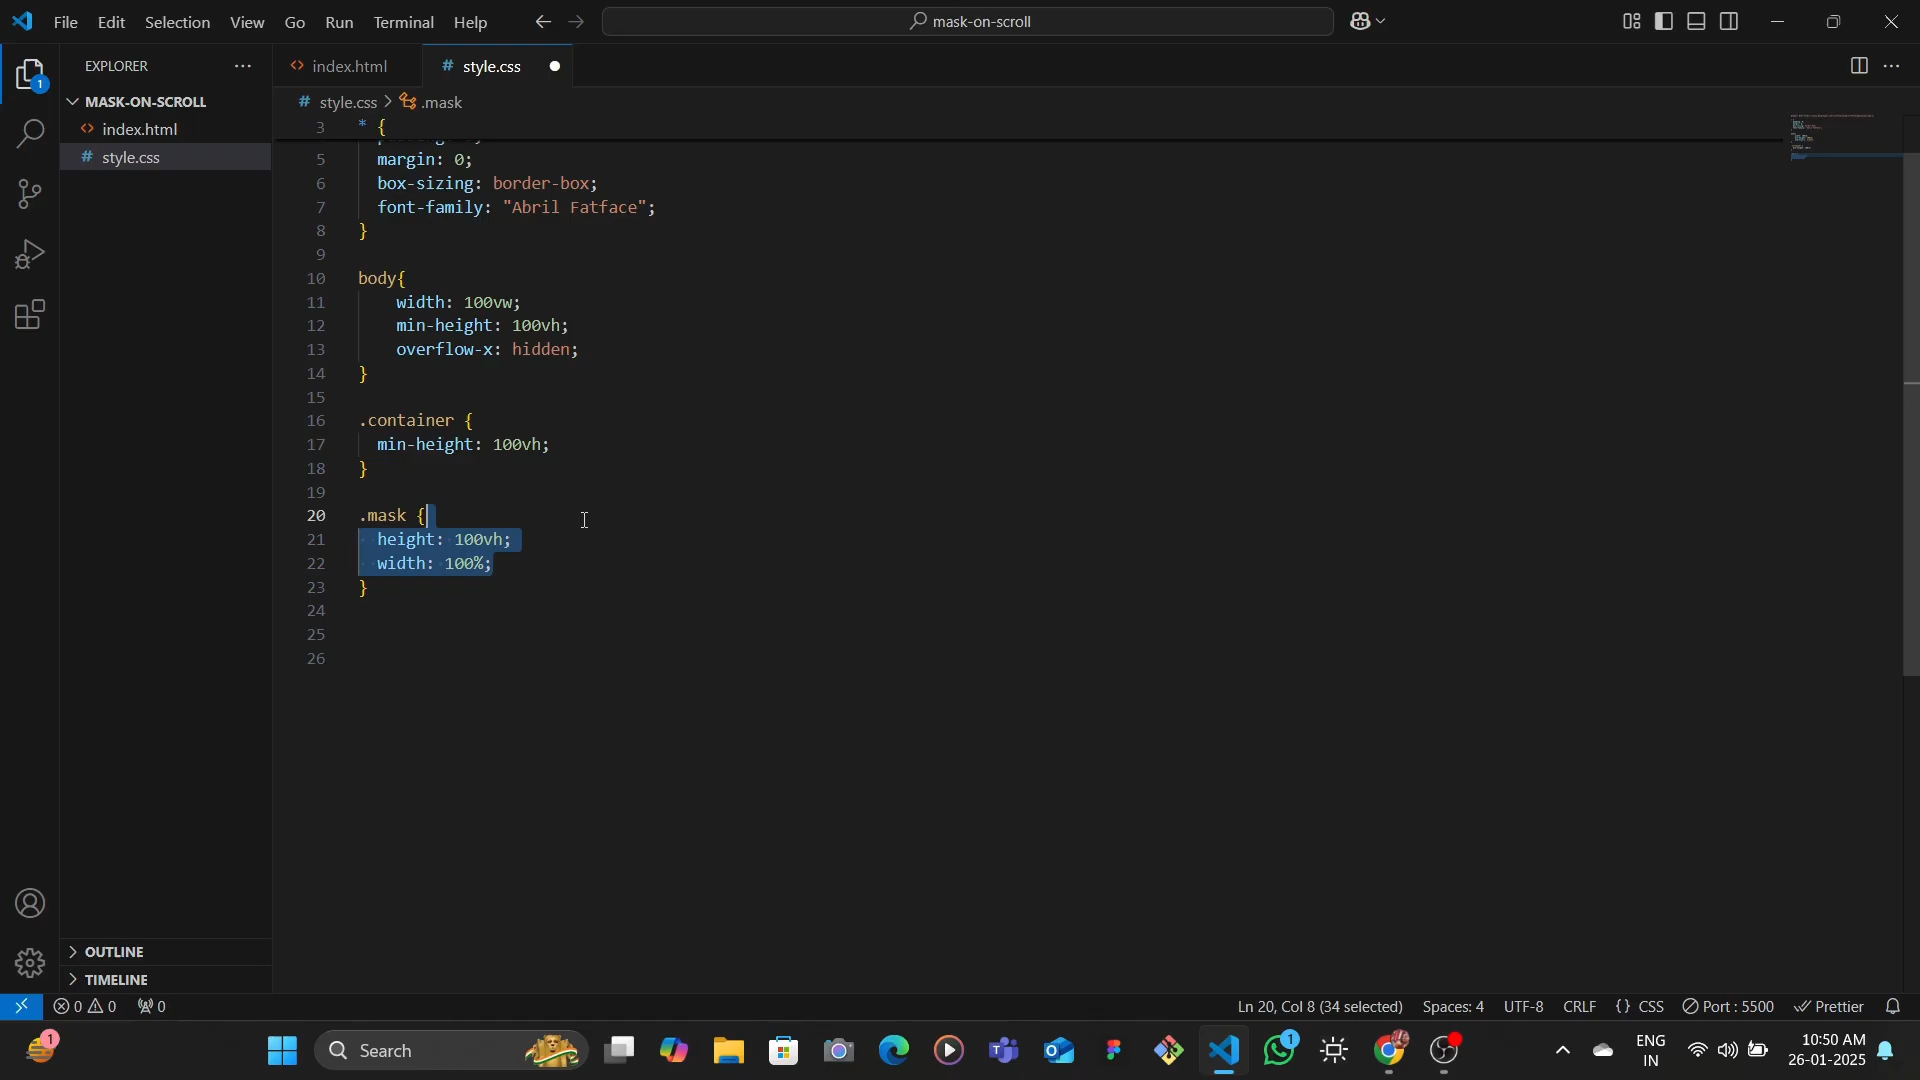 File Edit Selection View Go Run Terminal Help
mask-on-scroll
EXPLORER
MASK-ON-SCROLL
index.html
style.css
OUTLINE
TIMELINE
1
index.html
style.css
style.css > .mask
3 * {
5 margin: 0;
6 box-sizing: border-box;
7 font-family: "Abril Fatface";
8 }
9
10 body{
11 width: 100vw;
12 min-height: 100vh;
13 overflow-x: hidden;
14 }
15
16 .container {
17 min-height: 100vh;
18 }
19
20 .mask {
21 height: 100vh;
22 width: 100%;
23 }
24
25
26
0 0 0
Ln 20, Col 8 (34 selected) Spaces: 4 UTF-8 CRLF {} CSS Port : 5500 Prettier
1
Search
1
ENG
IN
10:50 AM
26-01-2025